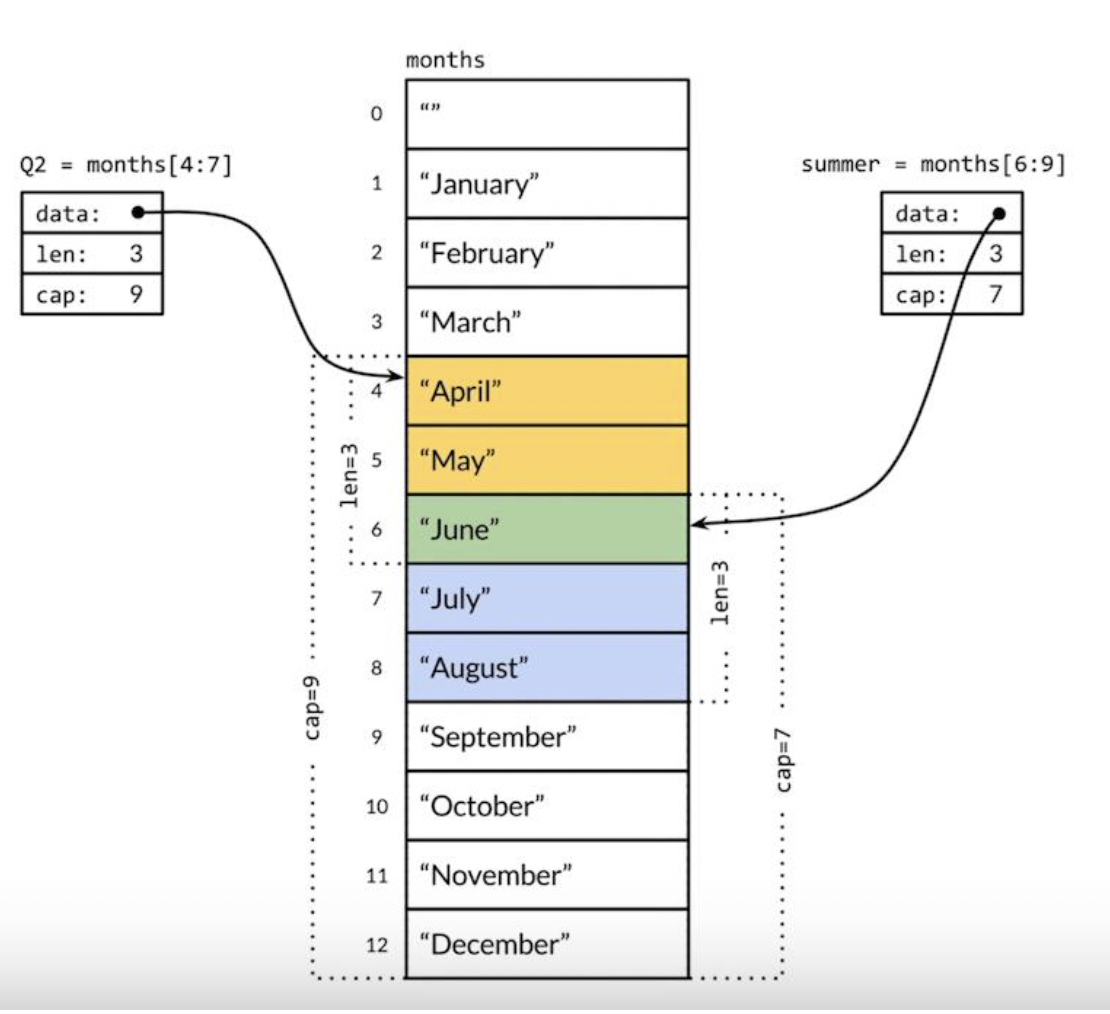 months
Q2 = months[4:7]
data:
len: 3
cap: 9
summer = months[6:9]
data:
len: 3
cap: 7
0 “”
1 “January”
2 “February”
3 “March”
4 “April”
5 “May”
6 “June”
7 “July”
8 “August”
9 “September”
10 “October”
11 “November”
12 “December”
len=3
cap=9
len=3
cap=7